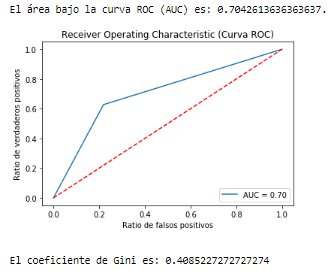 El área bajo la curva ROC (AUC) es: 0.7042613636363637.
Receiver Operating Characteristic (Curva ROC)
1.0
0.8
0.6
0.4
0.2
0.0
Ratio de verdaderos positivos
AUC = 0.70
0.0 0.2 0.4 0.6 0.8 1.0
Ratio de falsos positivos
El coeficiente de Gini es: 0.4085227272727274